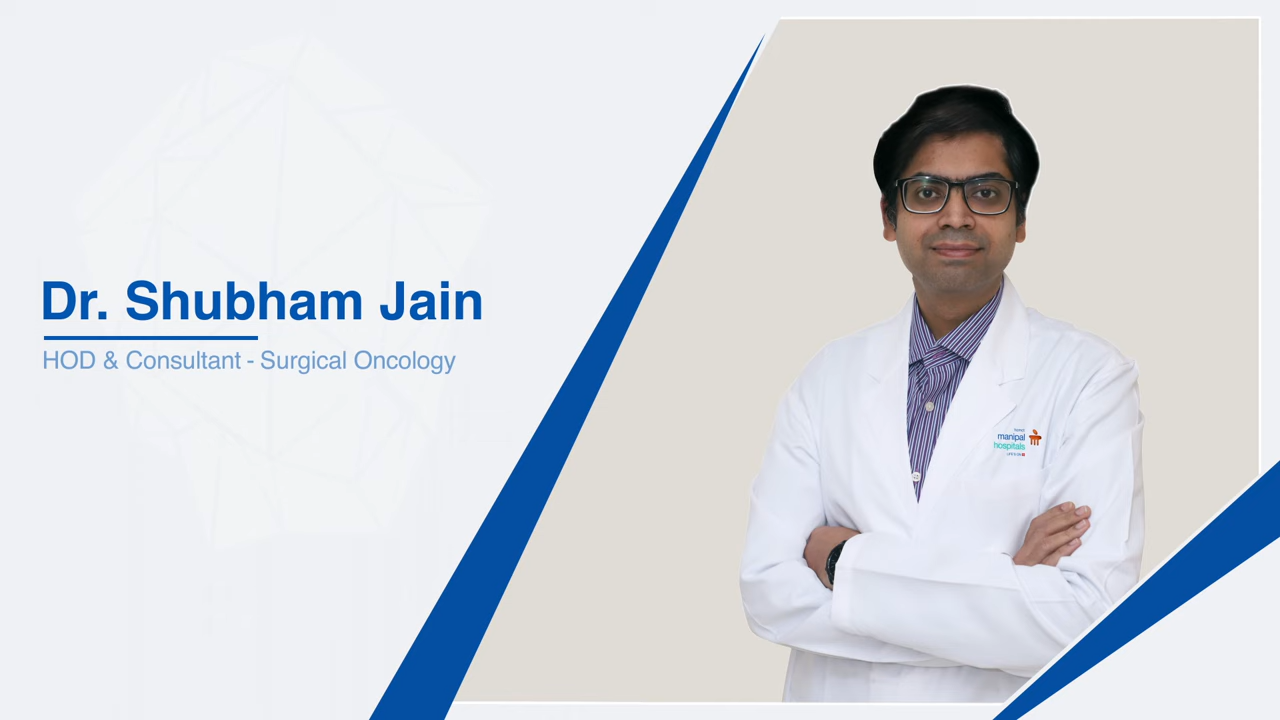 Dr. Shubham Jain
HOD & Consultant - Surgical Oncology
manipal
hospitals